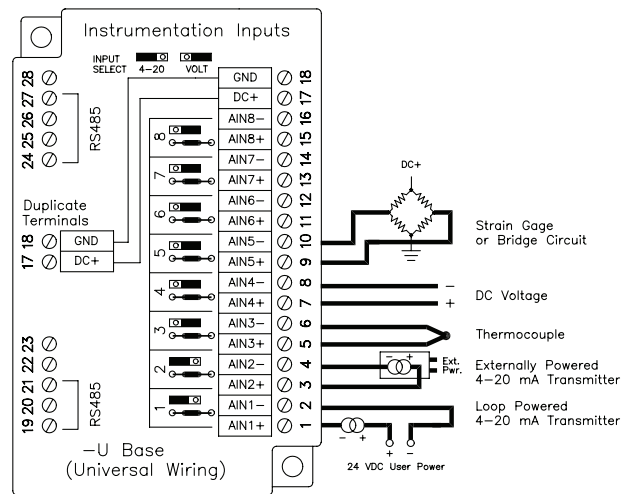 Instrumentation Inputs
INPUT
SELECT
4-20
VOLT
28
27
26
25
24
RS485
GND
18
DC+
17
AIN8-
16
8
AIN8+
15
AIN7-
14
7
AIN7+
13
AIN6-
12
6
AIN6+
11
AIN5-
10
5
AIN5+
9
AIN4-
8
4
AIN4+
7
AIN3-
6
3
AIN3+
5
AIN2-
4
2
AIN2+
3
AIN1-
2
1
AIN1+
1
Duplicate
Terminals
18
GND
17
DC+
23
22
21
20
19
RS485
-U Base
(Universal Wiring)
DC+
Strain Gage
or Bridge Circuit
-
+
DC Voltage
Thermocouple
- +
Ext.
Pwr.
Externally Powered
4-20 mA Transmitter
Loop Powered
4-20 mA Transmitter
- +
+ -
24 VDC User Power